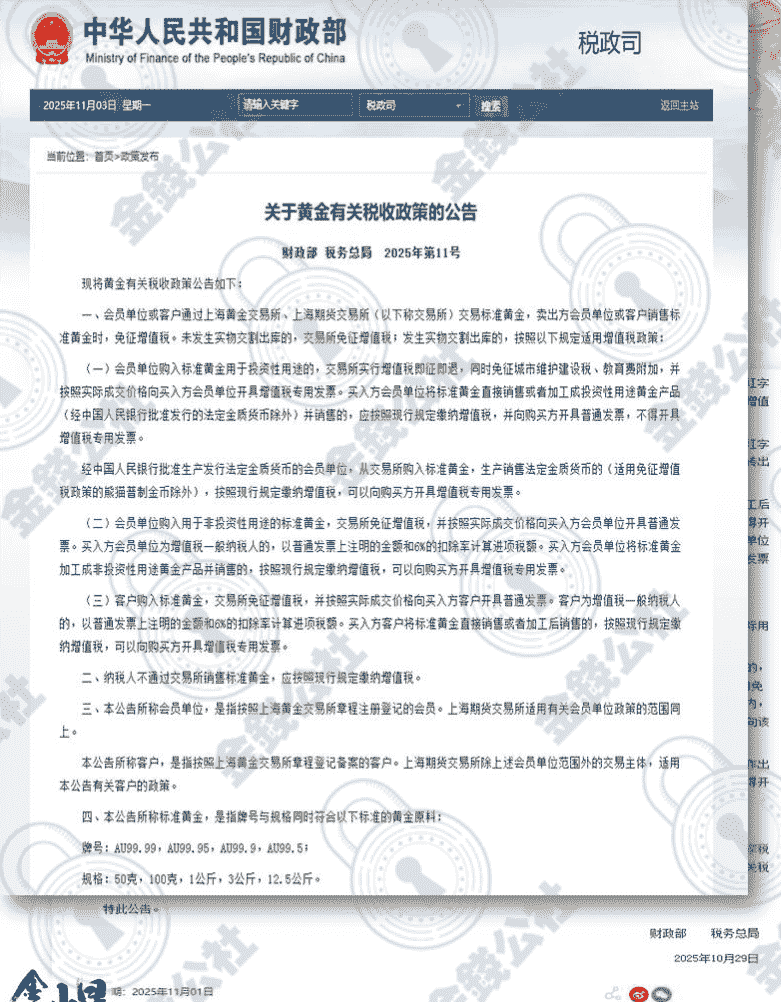 中华人民共和国财政部
Ministry of Finance of the People's Republic of China
税政司
2025年11月03日 星期一
请输入关键字
税政司
搜索
返回主站
当前位置：首页>政策发布
关于黄金有关税收政策的公告
财政部 税务总局 2025年第11号
现将黄金有关税收政策公告如下：
一、会员单位或客户通过上海黄金交易所、上海期货交易所（以下称交易所）交易标准黄金，卖出方会员单位或客户销售标
准黄金时，免征增值税。未发生实物交割出库的，交易所免征增值税；发生实物交割出库的，按照以下规定适用增值税政策：
（一）会员单位购入标准黄金用于投资性用途的，交易所实行增值税即征即退，同时免征城市维护建设税、教育费附加，并
按照实际成交价格向买入方会员单位开具增值税专用发票。买入方会员单位将标准黄金直接销售或者加工成投资性用途黄金产品
（经中国人民银行批准发行的法定金质货币除外）并销售的，应按照现行规定缴纳增值税，并向购买方开具普通发票，不得开具
增值税专用发票。
经中国人民银行批准生产发行法定金质货币的会员单位，从交易所购入标准黄金，生产销售法定金质货币的（适用免征增值
税政策的熊猫普制金币除外），按照现行规定缴纳增值税，可以向购买方开具增值税专用发票。
（二）会员单位购入用于非投资性用途的标准黄金，交易所免征增值税，并按照实际成交价格向买入方会员单位开具普通发
票。买入方会员单位为增值税一般纳税人的，以普通发票上注明的金额和6%的扣除率计算进项税额。买入方会员单位将标准黄金
加工成非投资性用途黄金产品并销售的，按照现行规定缴纳增值税，可以向购买方开具增值税专用发票。
（三）客户购入标准黄金，交易所免征增值税，并按照实际成交价格向买入方客户开具普通发票。客户为增值税一般纳税人
的，以普通发票上注明的金额和6%的扣除率计算进项税额。买入方客户将标准黄金直接销售或者加工后销售的，按照现行规定缴
纳增值税，可以向购买方开具增值税专用发票。
二、纳税人不通过交易所销售标准黄金，应按照现行规定缴纳增值税。
三、本公告所称会员单位，是指按照上海黄金交易所章程注册登记的会员。上海期货交易所适用有关会员单位政策的范围同
上。
本公告所称客户，是指按照上海黄金交易所章程登记备案的客户。上海期货交易所除上述会员单位范围外的交易主体，适用
本公告有关客户的政策。
四、本公告所称标准黄金，是指牌号与规格同时符合以下标准的黄金原料：
牌号：AU99.99，AU99.95，AU99.9，AU99.5；
规格：50克，100克，1公斤，3公斤，12.5公斤。
特此公告。
财政部 税务总局
2025年10月29日
期：2025年11月01日
金錢公社